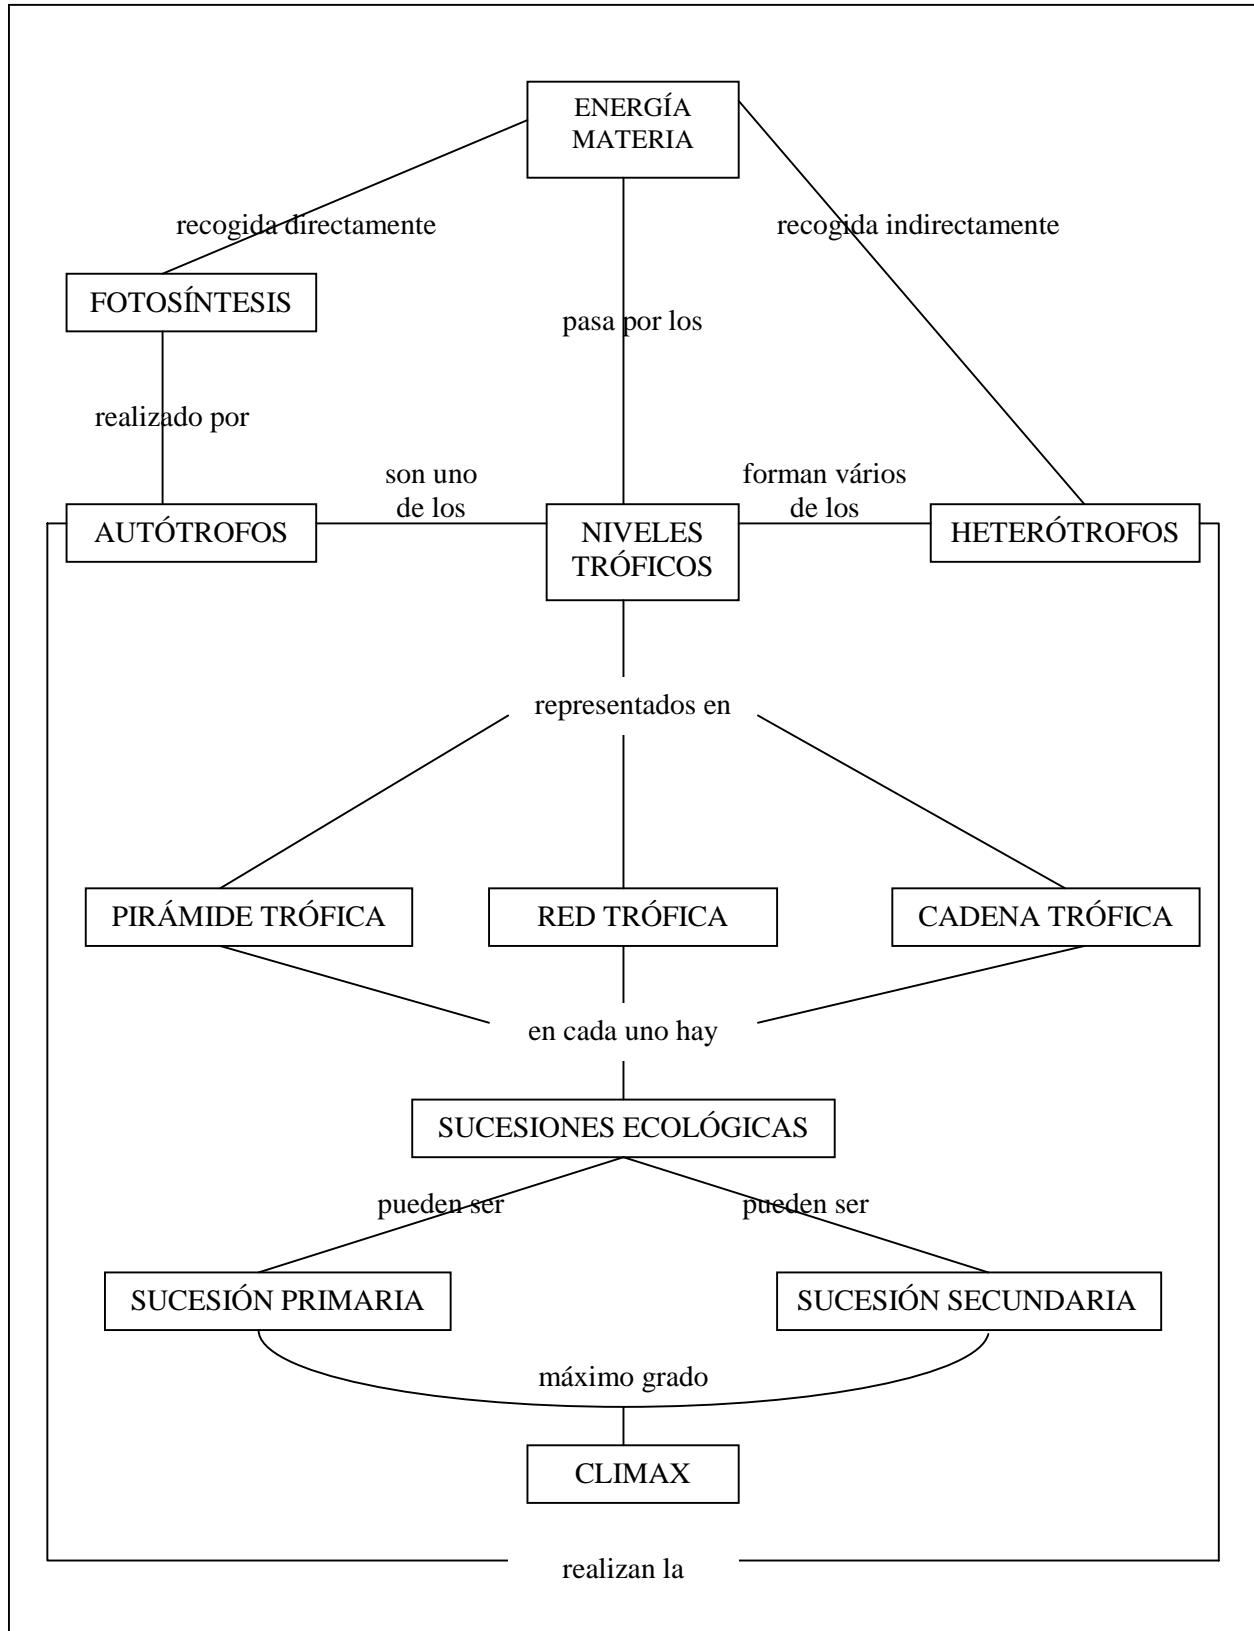 ENERGÍA
MATERIA
recogida directamente
recogida indirectamente
FOTOSÍNTESIS
pasa por los
realizado por
son uno
de los
forman vários
de los
AUTÓTROFOS
NIVELES
TRÓFICOS
HETERÓTROFOS
representados en
PIRÁMIDE TRÓFICA
RED TRÓFICA
CADENA TRÓFICA
en cada uno hay
SUCESIONES ECOLÓGICAS
pueden ser
pueden ser
SUCESIÓN PRIMARIA
SUCESIÓN SECUNDARIA
máximo grado
CLIMAX
realizan la